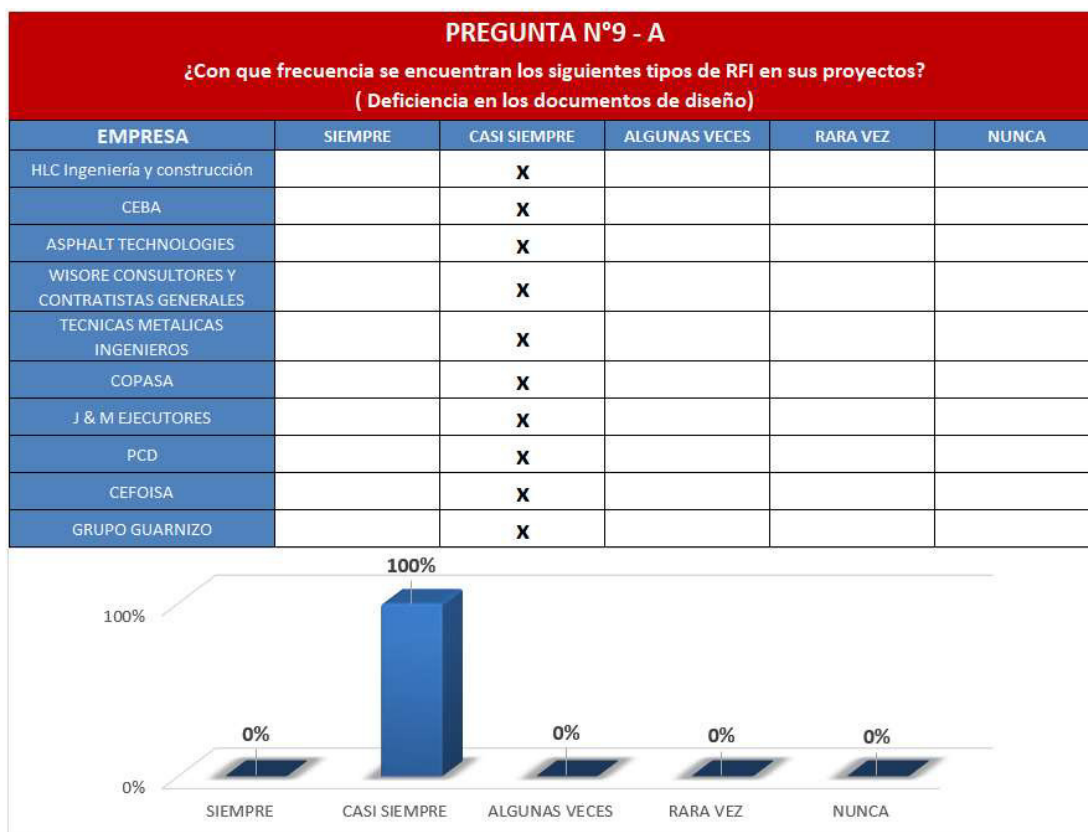 PREGUNTA N°9 - A
¿Con que frecuencia se encuentran los siguientes tipos de RFI en sus proyectos?
( Deficiencia en los documentos de diseño)
EMPRESA SIEMPRE CASI SIEMPRE ALGUNAS VECES RARA VEZ NUNCA
HLC Ingeniería y construcción X
CEBA X
ASPHALT TECHNOLOGIES X
WISORE CONSULTORES Y
CONTRATISTAS GENERALES X
TECNICAS METALICAS
INGENIEROS X
COPASA X
J & M EJECUTORES X
PCD X
CEFOISA X
GRUPO GUARNIZO X
100%
100%
0% 0% 0% 0%
0%
SIEMPRE CASI SIEMPRE ALGUNAS VECES RARA VEZ NUNCA